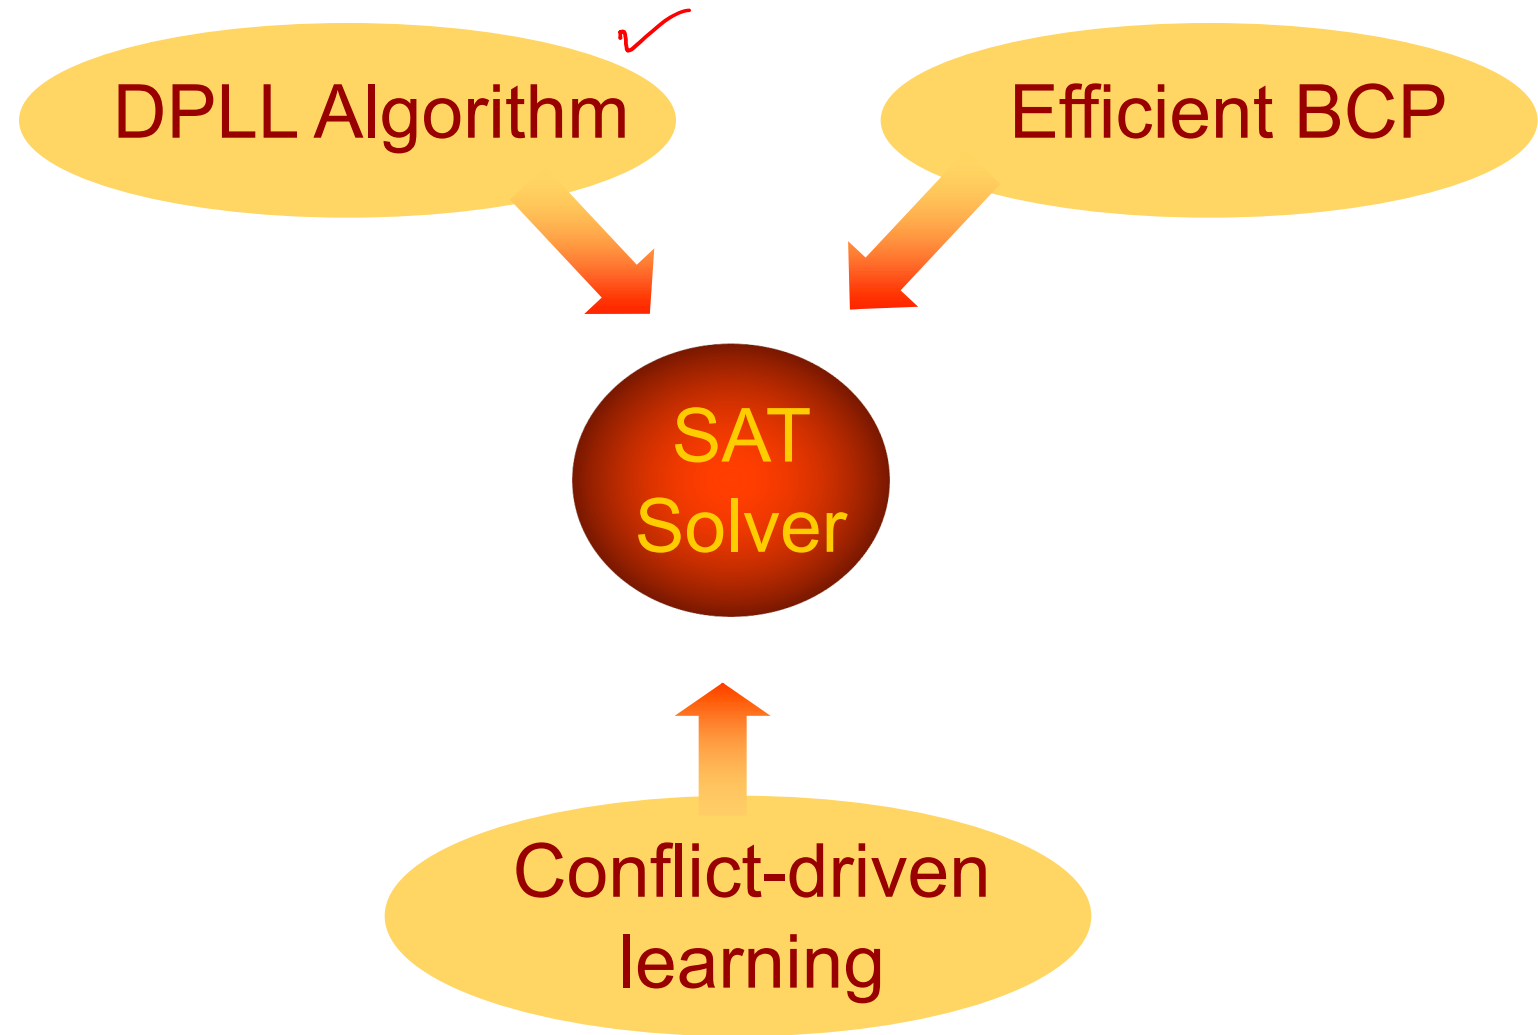 DPLL Algorithm
Efficient BCP
SAT
Solver
Conflict-driven
learning